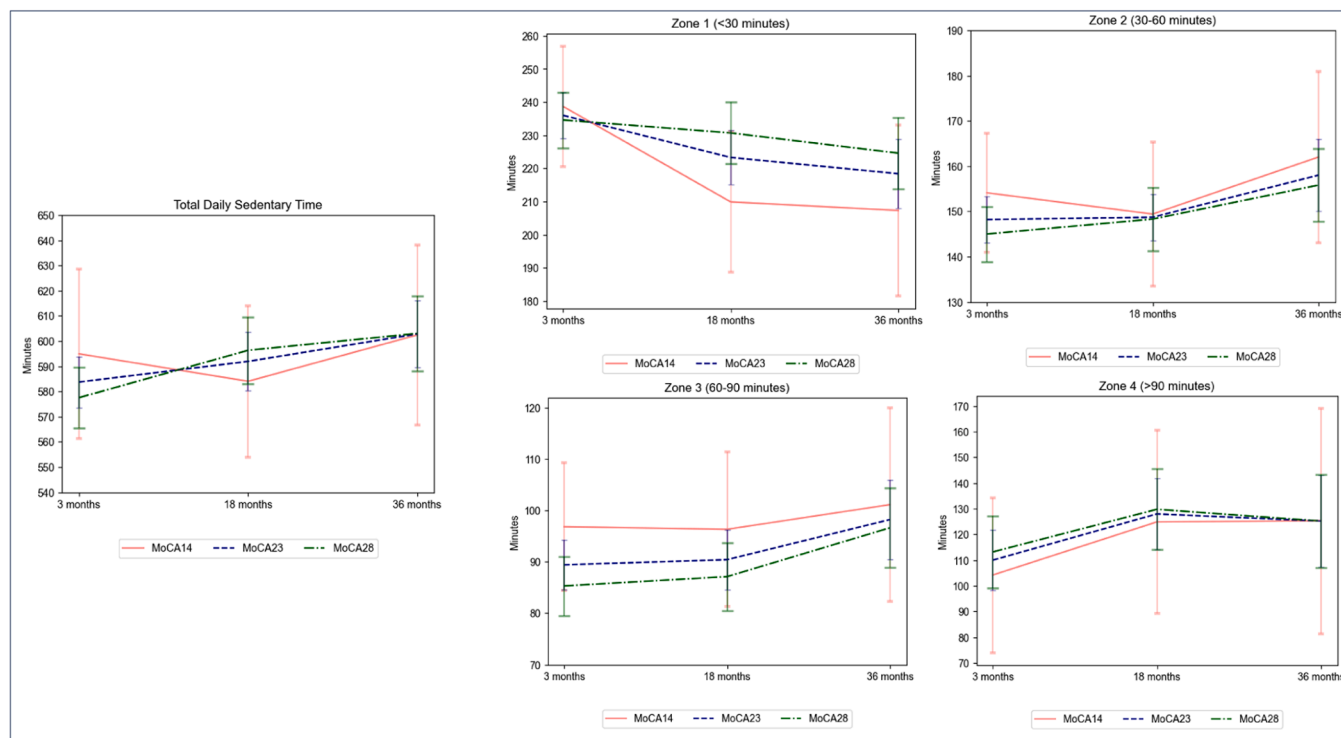 Total Daily Sedentary Time
Minutes
650
640
630
620
610
600
590
580
570
560
550
540
3 months 18 months 36 months
MoCA14 MoCA23 MoCA28
Zone 1 (<30 minutes)
Minutes
260
250
240
230
220
210
200
190
180
3 months 18 months 36 months
MoCA14 MoCA23 MoCA28
Zone 2 (30-60 minutes)
Minutes
190
180
170
160
150
140
130
3 months 18 months 36 months
MoCA14 MoCA23 MoCA28
Zone 3 (60-90 minutes)
Minutes
120
110
100
90
80
70
3 months 18 months 36 months
MoCA14 MoCA23 MoCA28
Zone 4 (>90 minutes)
Minutes
170
160
150
140
130
120
110
100
90
80
70
3 months 18 months 36 months
MoCA14 MoCA23 MoCA28